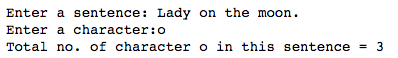 Enter a sentence: Lady on the moon.
Enter a character:o
Total no. of character o in this sentence = 3